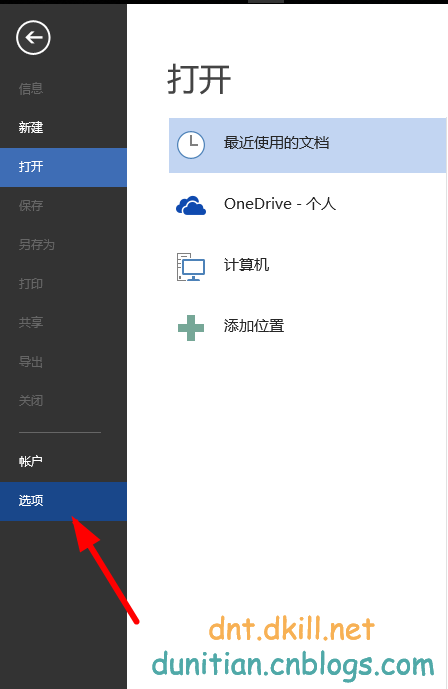 信息
新建
打开
保存
另存为
打印
共享
导出
关闭
帐户
选项
打开
最近使用的文档
OneDrive - 个人
计算机
添加位置
dnt.dkill.net
dunitian.cnblogs.com